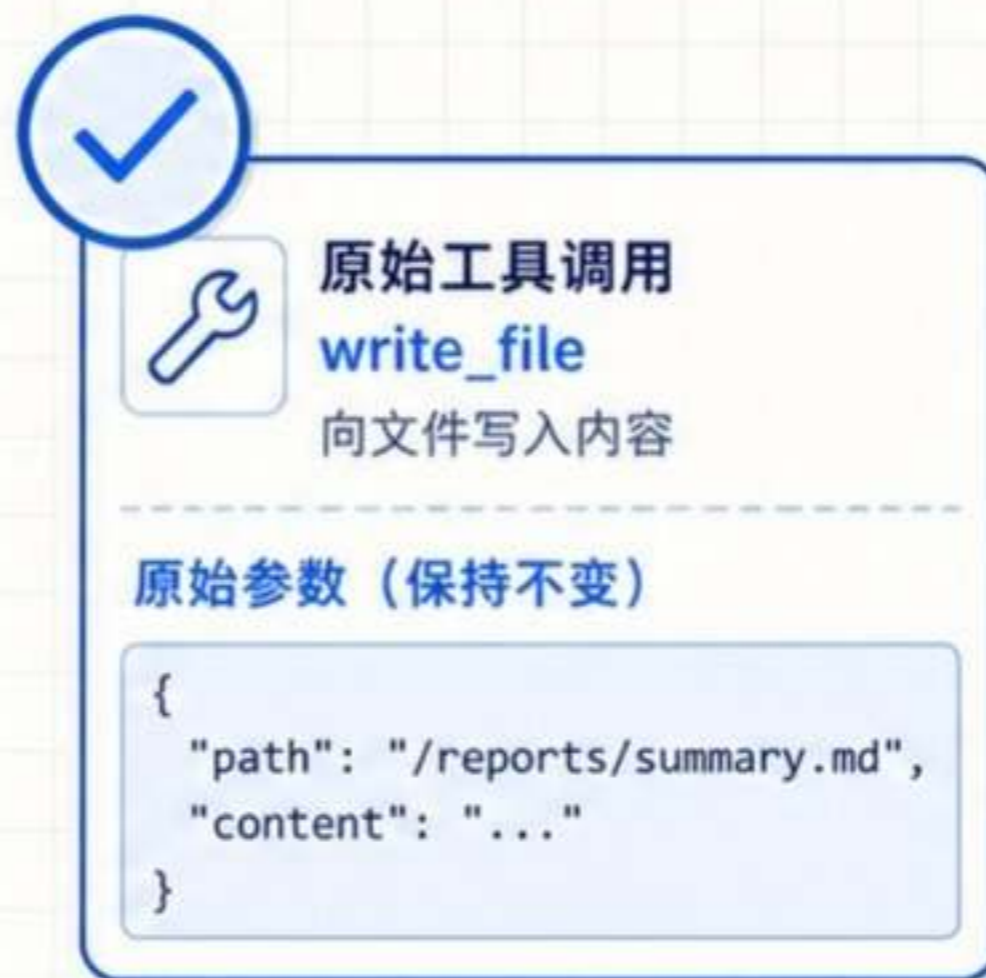 原始工具调用
write_file
向文件写入内容
原始参数（保持不变）
{
  "path": "/reports/summary.md",
  "content": "..."
}